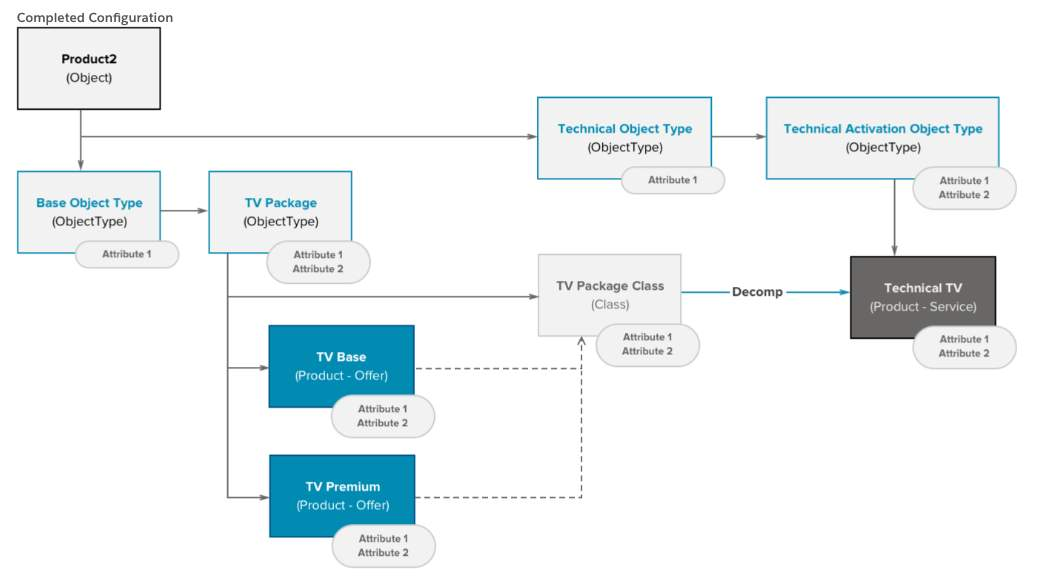 Completed Configuration
Product2
(Object)
Technical Object Type
(ObjectType)
Attribute 1
Technical Activation Object Type
(ObjectType)
Attribute 1
Attribute 2
Base Object Type
(ObjectType)
Attribute 1
TV Package
(ObjectType)
Attribute 1
Attribute 2
TV Package Class
(Class)
Attribute 1
Attribute 2
Decomp
Technical TV
(Product - Service)
Attribute 1
Attribute 2
TV Base
(Product - Offer)
Attribute 1
Attribute 2
TV Premium
(Product - Offer)
Attribute 1
Attribute 2